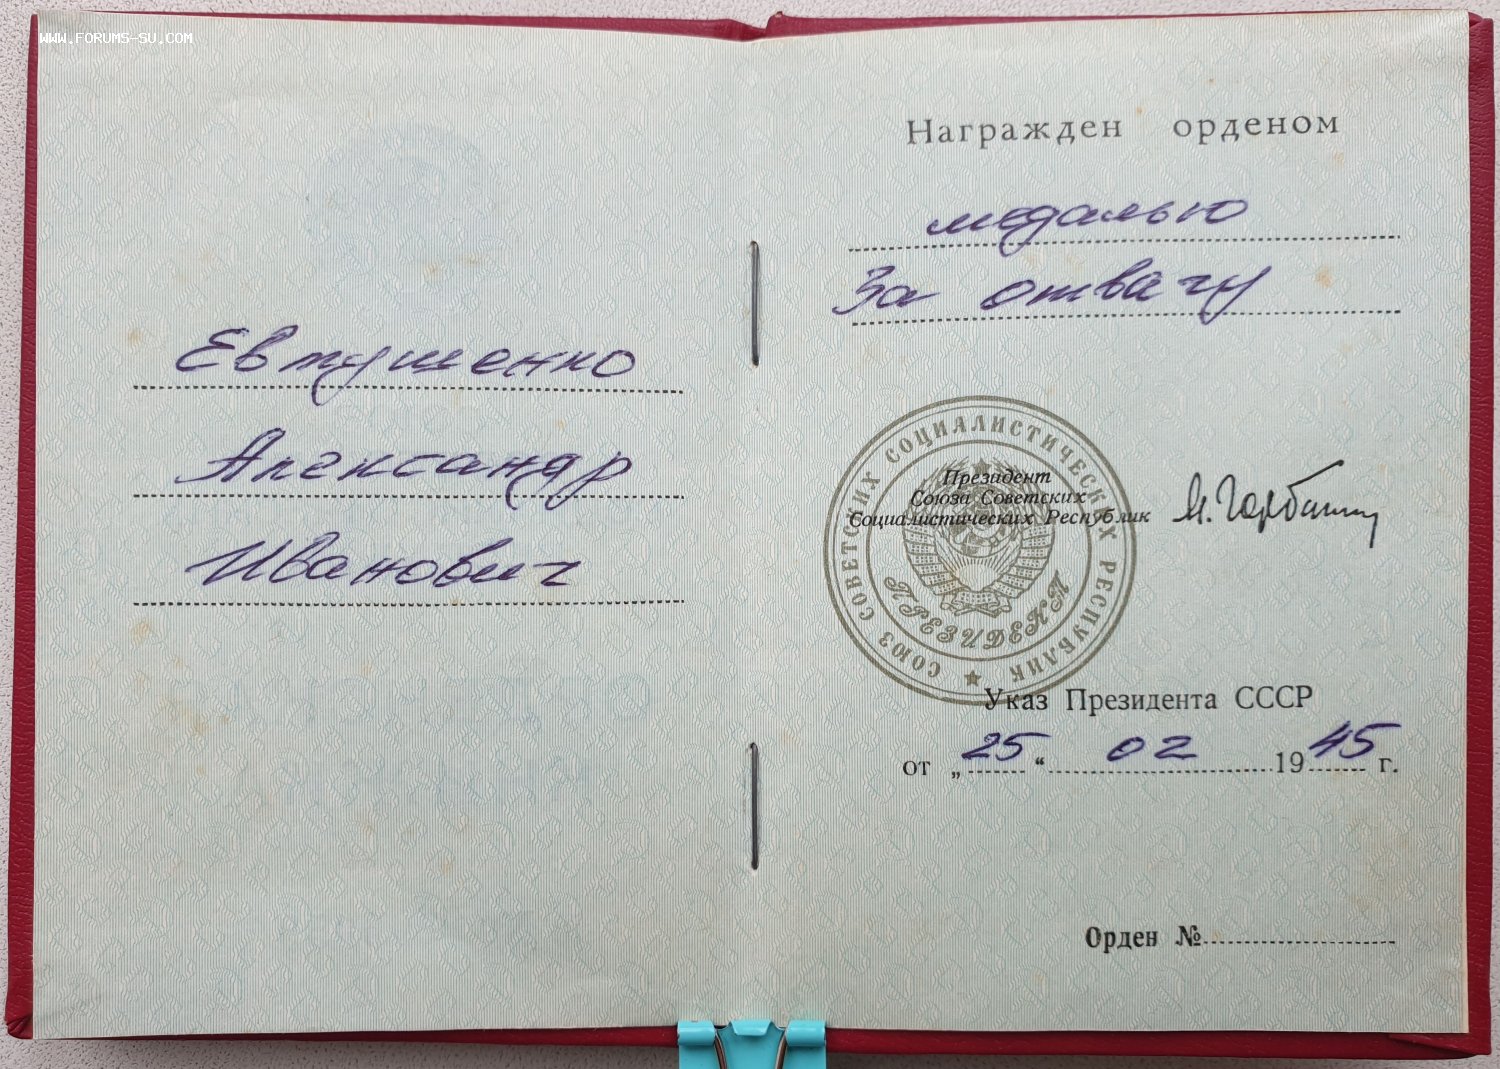 WWW.FORUMS-SU.COM
Евтушенко
Александр
Иванович
Награжден орденом
медалью
За отвагу
Президент
Союза Советских
Социалистических Республик
М. Горбачев
СОЮЗ СОВЕТСКИХ СОЦИАЛИСТИЧЕСКИХ РЕСПУБЛИК
ПРЕЗИДЕНТ
Указ Президента СССР
от „25“ 02 1945 г.
Орден №